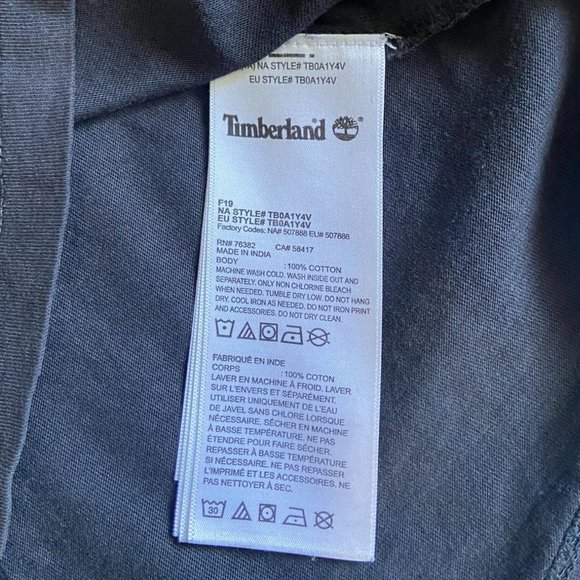 NA STYLE# TB0A1Y4V
EU STYLE# TB0A1Y4V
Timberland ®
F19
NA STYLE# TB0A1Y4V
EU STYLE# TB0A1Y4V
Factory Codes: NA# 507888 EU# 507888
RN# 76382 CA# 58417
MADE IN INDIA
BODY :100% COTTON
MACHINE WASH COLD. WASH INSIDE OUT AND
SEPARATELY. ONLY NON CHLORINE BLEACH
WHEN NEEDED. TUMBLE DRY LOW. DO NOT HANG
DRY. COOL IRON AS NEEDED. DO NOT IRON PRINT
AND ACCESSORIES. DO NOT DRY CLEAN.
FABRIQUÉ EN INDE
CORPS :100% COTON
LAVER EN MACHINE À FROID, LAVER
SUR L'ENVERS ET SÉPARÉMENT.
UTILISER UNIQUEMENT DE L'EAU
DE JAVEL SANS CHLORE LORSQUE
NÉCESSAIRE. SÉCHER EN MACHINE
À BASSE TEMPÉRATURE. NE PAS
ÉTENDRE POUR FAIRE SÉCHER.
REPASSER À BASSE TEMPÉRATURE
SI NÉCESSAIRE. NE PAS REPASSER
L'IMPRIMÉ ET LES ACCESSOIRES. NE
PAS NETTOYER À SEC.
30